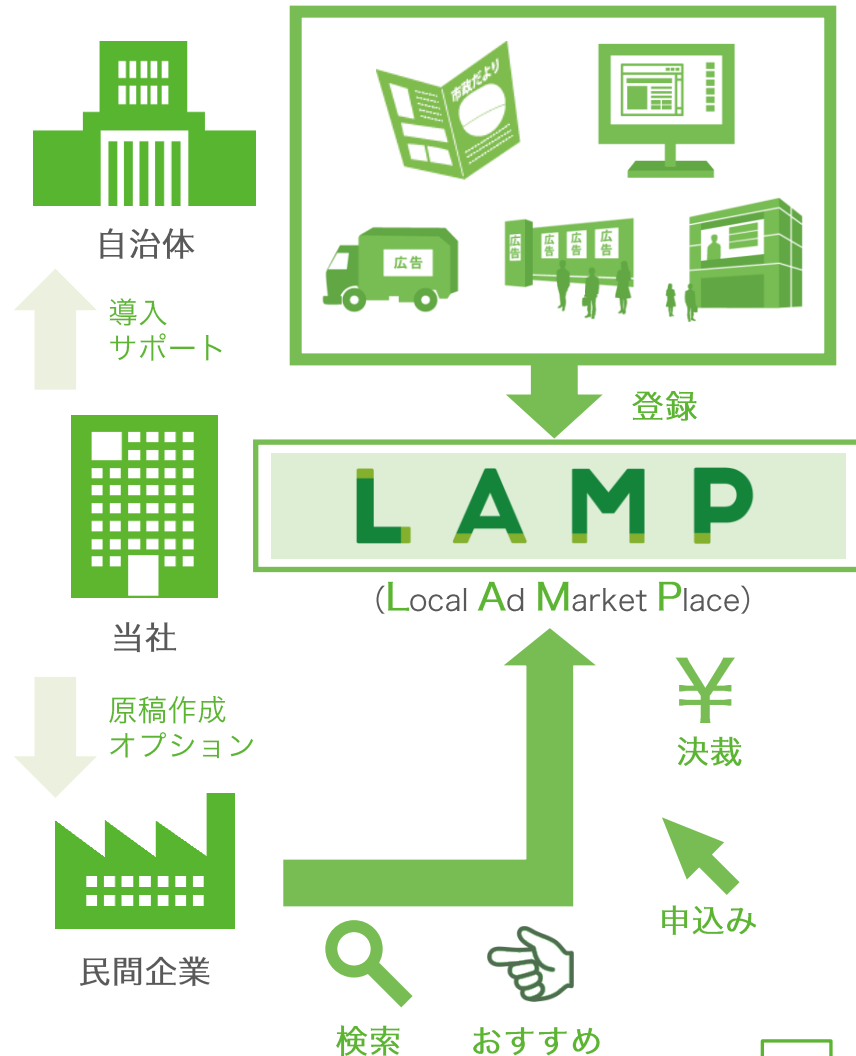 市政だより
広告
広告
広告
広告
広告
自治体
導入
サポート
登録
LAMP
(Local Ad Market Place)
当社
原稿作成
オプション
¥
決裁
申込み
民間企業
検索
おすすめ